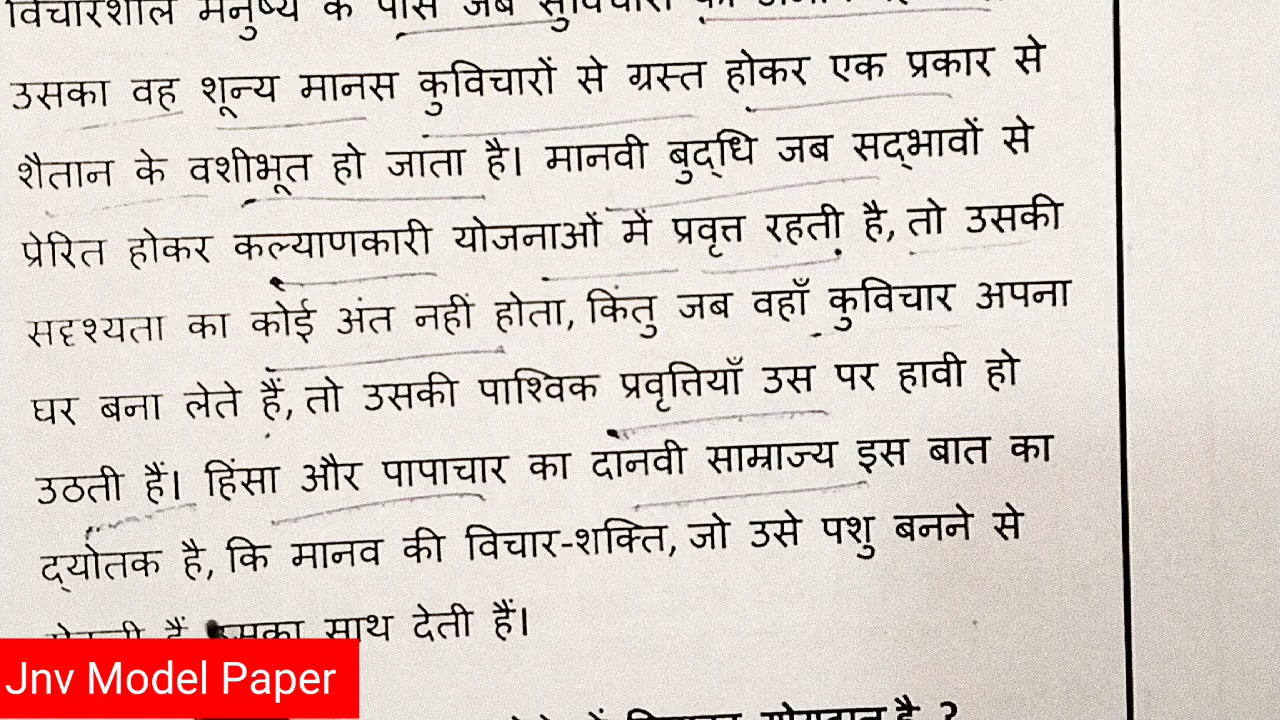 विचारशील मनुष्य के पास जब सुविचारों का
उसका वह शून्य मानस कुविचारों से ग्रस्त होकर एक प्रकार से
शैतान के वशीभूत हो जाता है। मानवी बुद्धि जब सद्भावों से
प्रेरित होकर कल्याणकारी योजनाओं में प्रवृत्त रहती है, तो उसकी
सदृश्यता का कोई अंत नहीं होता, किंतु जब वहाँ कुविचार अपना
घर बना लेते हैं, तो उसकी पाश्विक प्रवृत्तियाँ उस पर हावी हो
उठती हैं। हिंसा और पापाचार का दानवी साम्राज्य इस बात का
द्योतक है, कि मानव की विचार-शक्ति, जो उसे पशु बनने से
हैं उसका साथ देती हैं।
Jnv Model Paper
है ?